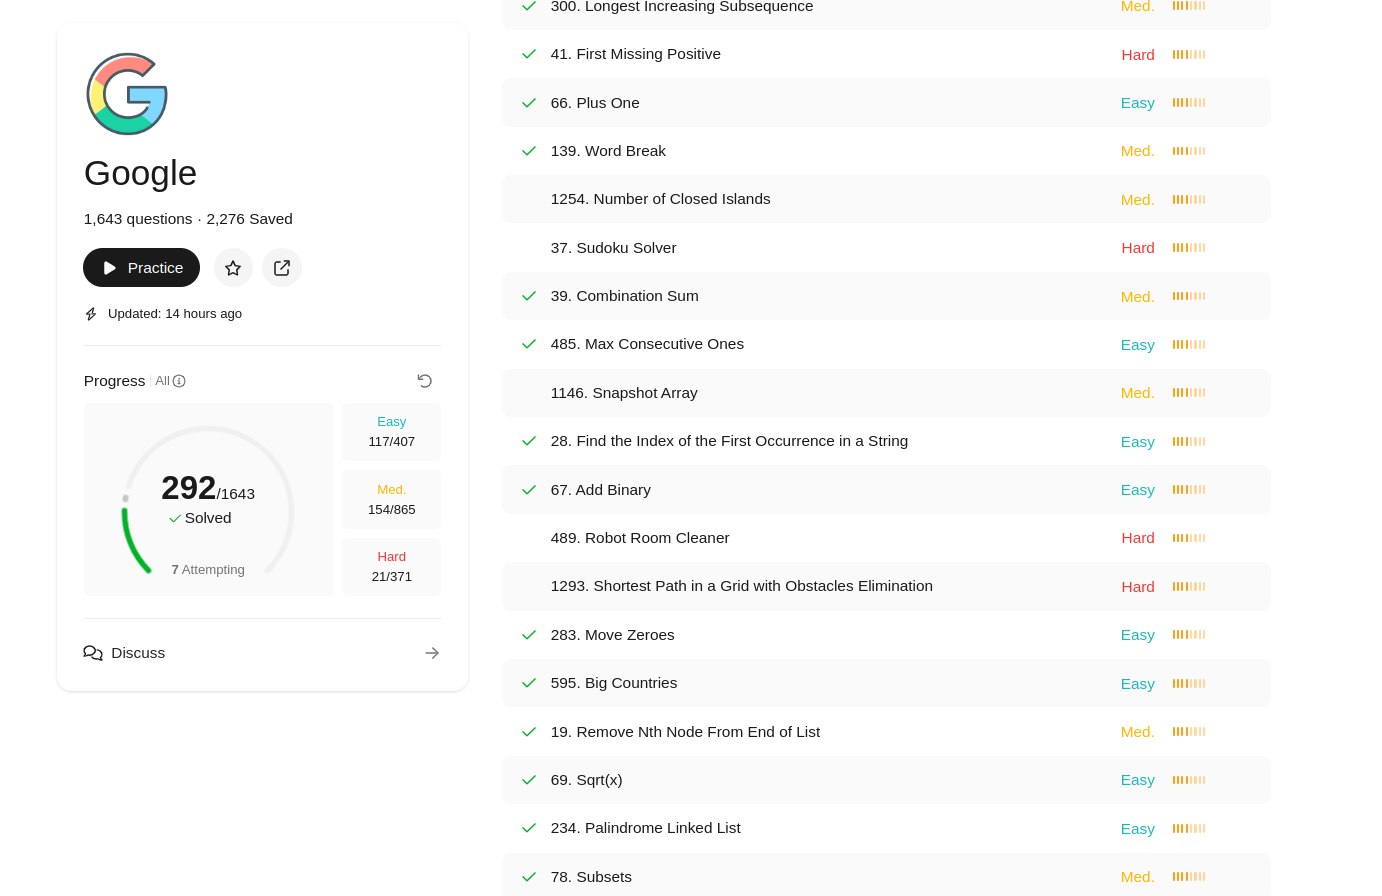 Google
1,643 questions · 2,276 Saved
Practice
Updated: 14 hours ago
Progress All
292/1643
Solved
7 Attempting
Easy
117/407
Med.
154/865
Hard
21/371
Discuss
300. Longest Increasing Subsequence Med.
41. First Missing Positive Hard
66. Plus One Easy
139. Word Break Med.
1254. Number of Closed Islands Med.
37. Sudoku Solver Hard
39. Combination Sum Med.
485. Max Consecutive Ones Easy
1146. Snapshot Array Med.
28. Find the Index of the First Occurrence in a String Easy
67. Add Binary Easy
489. Robot Room Cleaner Hard
1293. Shortest Path in a Grid with Obstacles Elimination Hard
283. Move Zeroes Easy
595. Big Countries Easy
19. Remove Nth Node From End of List Med.
69. Sqrt(x) Easy
234. Palindrome Linked List Easy
78. Subsets Med.